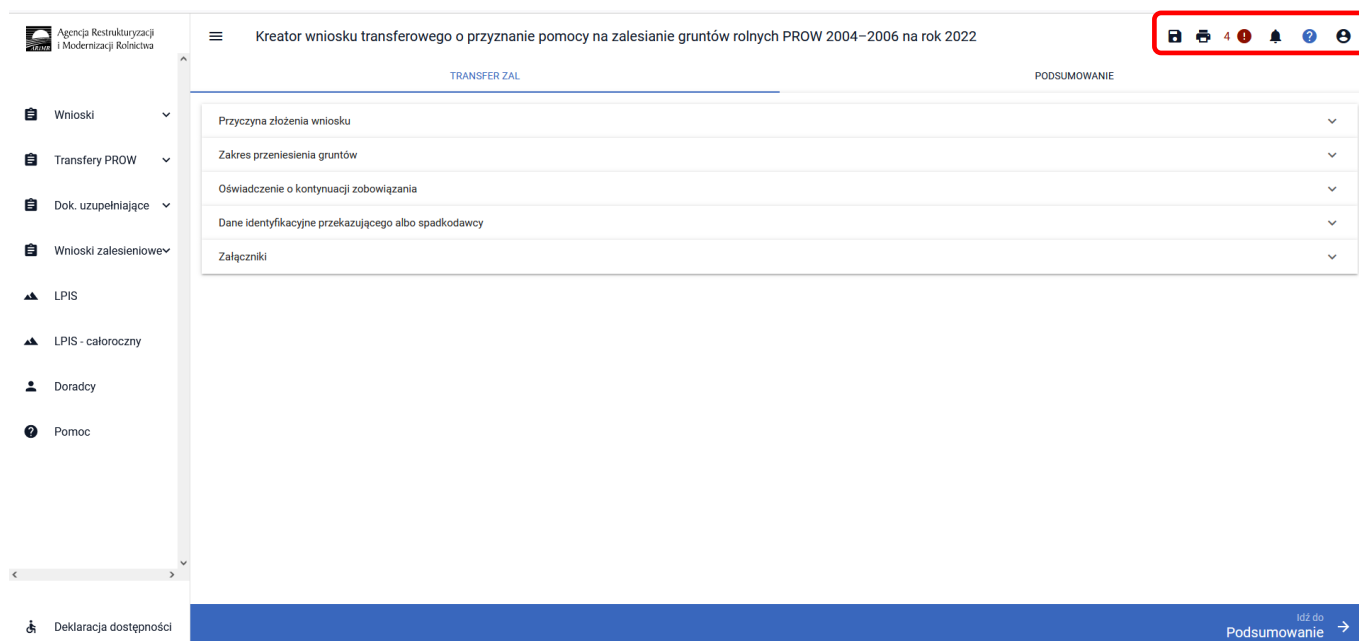 Agencja Restrukturyzacji
i Modernizacji Rolnictwa
ARiMR
Kreator wniosku transferowego o przyznanie pomocy na zalesianie gruntów rolnych PROW 2004–2006 na rok 2022
4
TRANSFER ZAL
PODSUMOWANIE
Wnioski
Transfery PROW
Dok. uzupełniające
Wnioski zalesieniowe
LPIS
LPIS - całoroczny
Doradcy
Pomoc
Przyczyna złożenia wniosku
Zakres przeniesienia gruntów
Oświadczenie o kontynuacji zobowiązania
Dane identyfikacyjne przekazującego albo spadkodawcy
Załączniki
Deklaracja dostępności
Idź do
Podsumowanie